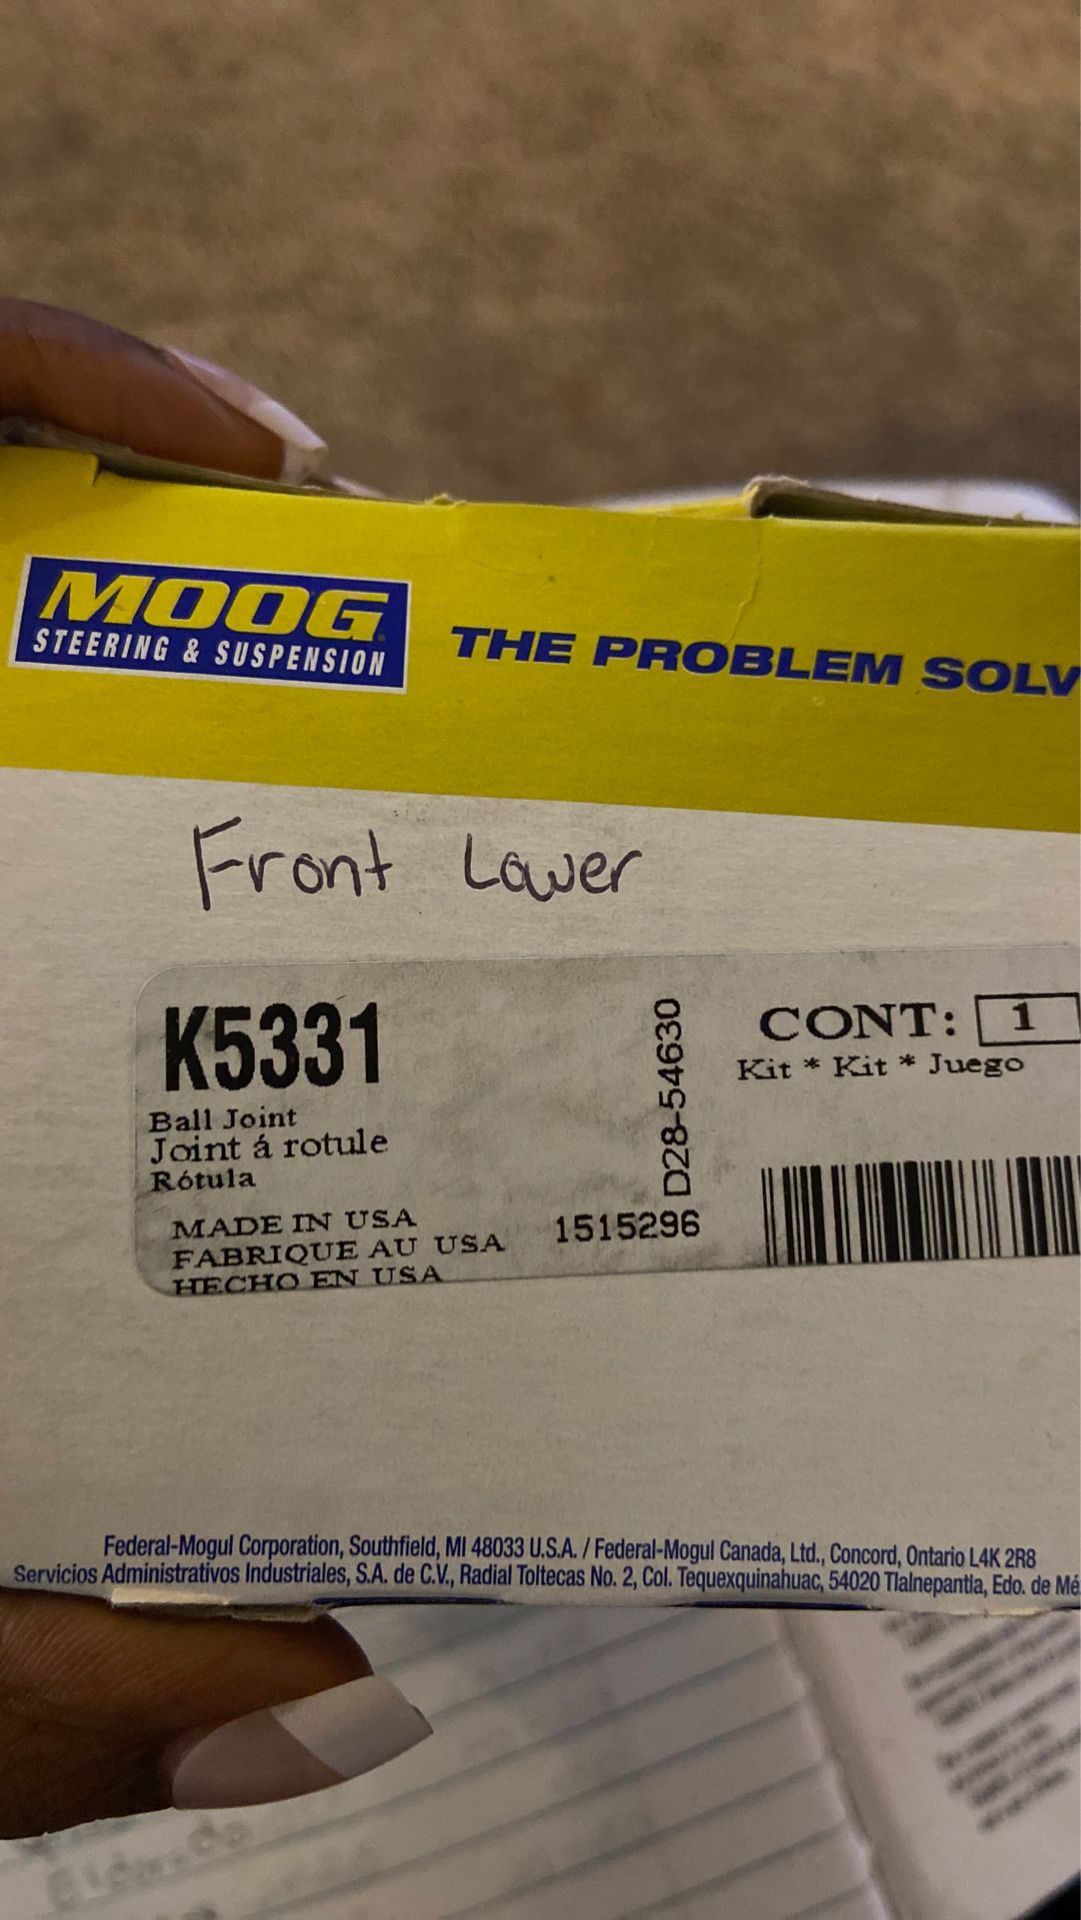 MOOG
STEERING & SUSPENSION
THE PROBLEM SOLV
Front Lower
K5331
Ball Joint
Joint á rotule
Rótula
MADE IN USA
FABRIQUE AU USA
HECHO EN USA
1515296
D28-54630
CONT: 1
Kit * Kit * Juego
Federal-Mogul Corporation, Southfield, MI 48033 U.S.A. / Federal-Mogul Canada, Ltd., Concord, Ontario L4K 2R8
Servicios Administrativos Industriales, S.A. de C.V., Radial Toltecas No. 2, Col. Tequexquinahuac, 54020 Tlalnepantla, Edo. de Mé